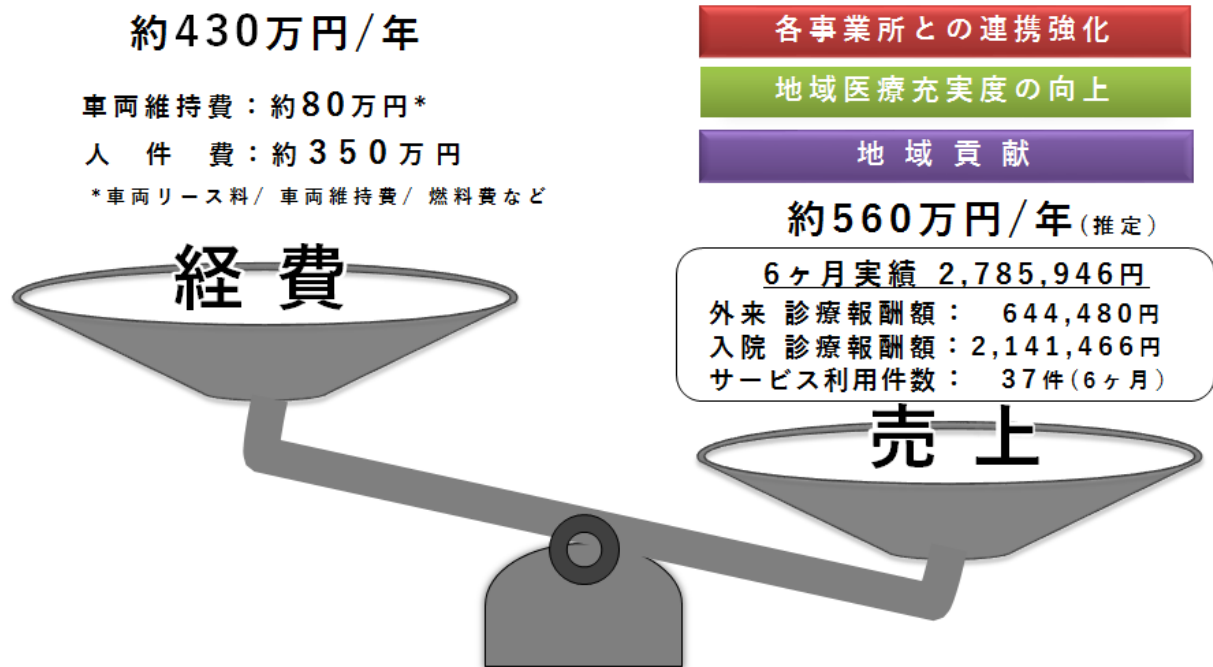 約430万円/年
車両維持費：約80万円*
人件費：約350万円
*車両リース料/ 車両維持費/ 燃料費など
経費
各事業所との連携強化
地域医療充実度の向上
地域貢献
約560万円/年(推定)
6ヶ月実績 2,785,946円
外来 診療報酬額： 644,480円
入院 診療報酬額：2,141,466円
サービス利用件数： 37件(6ヶ月)
売上